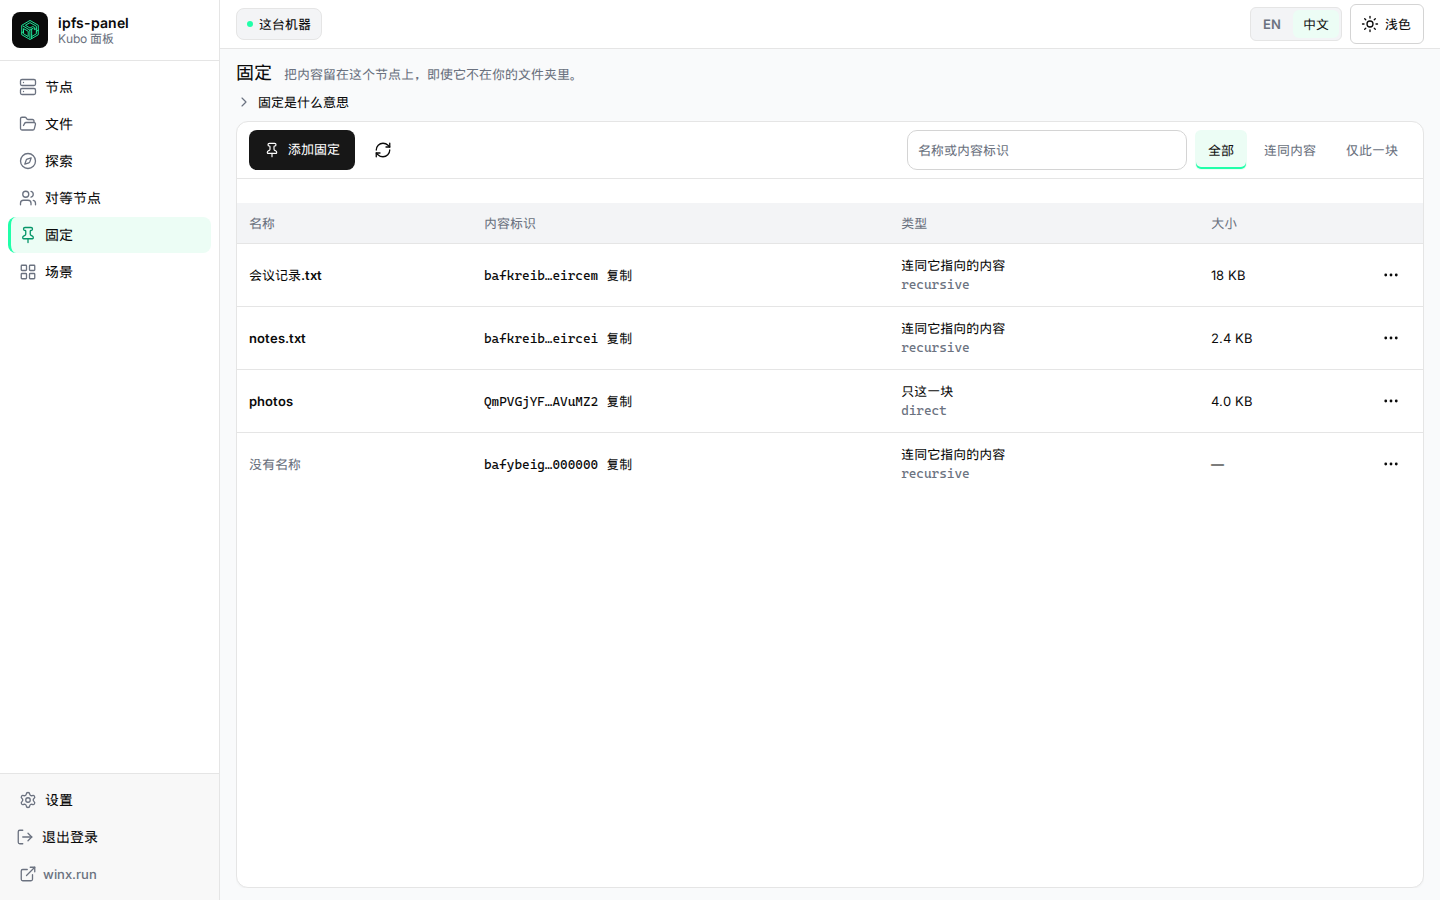 ipfs-panel
Kubo 面板
节点
文件
探索
对等节点
固定
场景
设置
退出登录
winx.run
这台机器
EN 中文 浅色
固定 把内容留在这个节点上，即使它不在你的文件夹里。
固定是什么意思
添加固定 名称或内容标识 全部 连同内容 仅此一块
名称 内容标识 类型 大小
会议记录.txt bafkreib…eircem 复制 连同它指向的内容 18 KB
recursive
notes.txt bafkreib…eircei 复制 连同它指向的内容 2.4 KB
recursive
photos QmPVGjYF…AVuMZ2 复制 只这一块 4.0 KB
direct
没有名称 bafybeig…000000 复制 连同它指向的内容 —
recursive